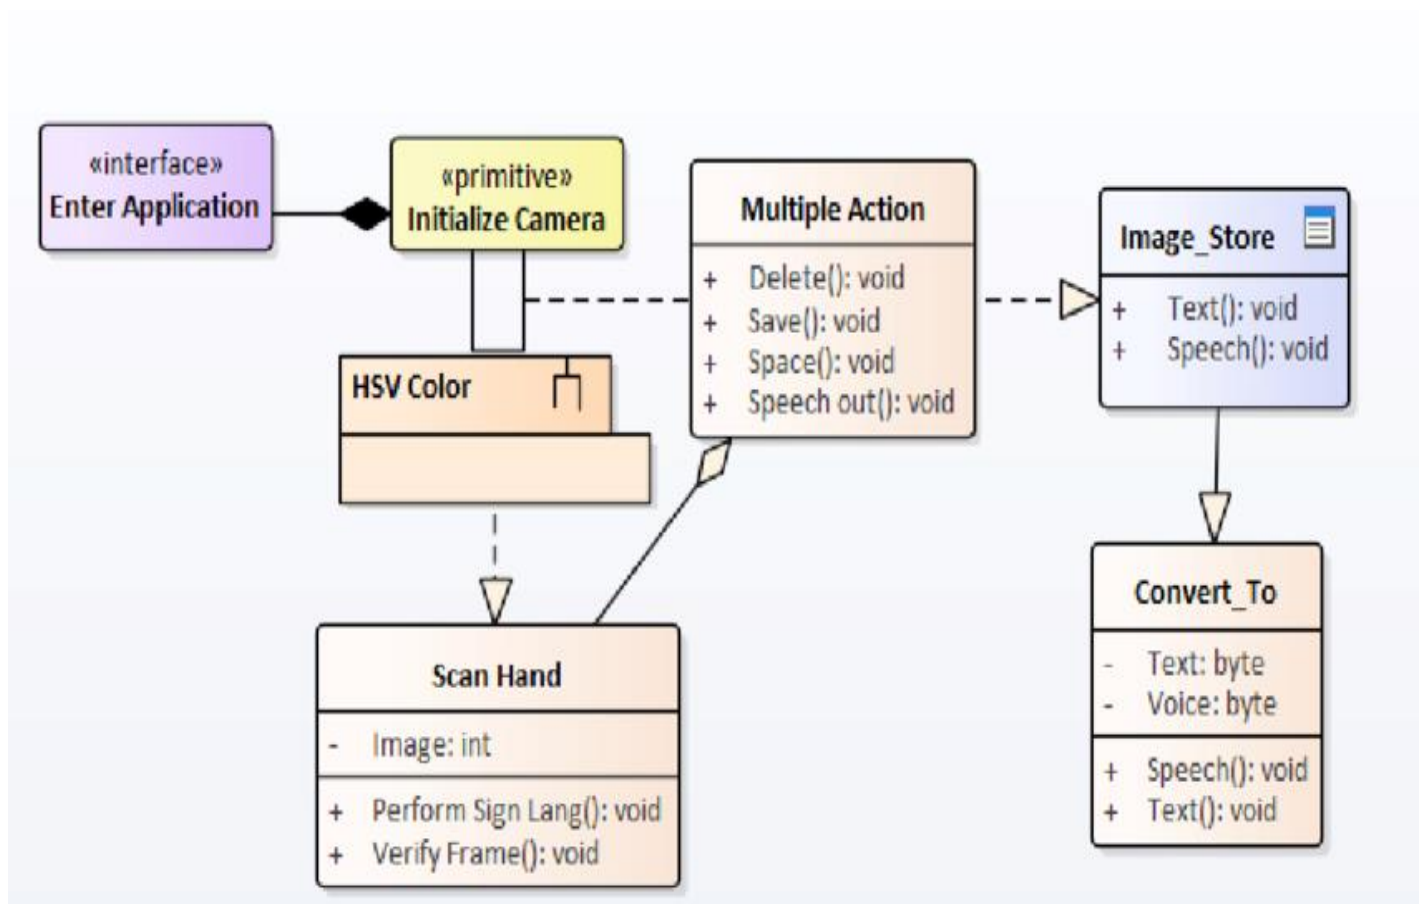 «interface»
Enter Application
«primitive»
Initialize Camera
HSV Color
Multiple Action
+ Delete(): void
+ Save(): void
+ Space(): void
+ Speech out(): void
Image_Store
+ Text(): void
+ Speech(): void
Scan Hand
- Image: int
+ Perform Sign Lang(): void
+ Verify Frame(): void
Convert_To
- Text: byte
- Voice: byte
+ Speech(): void
+ Text(): void